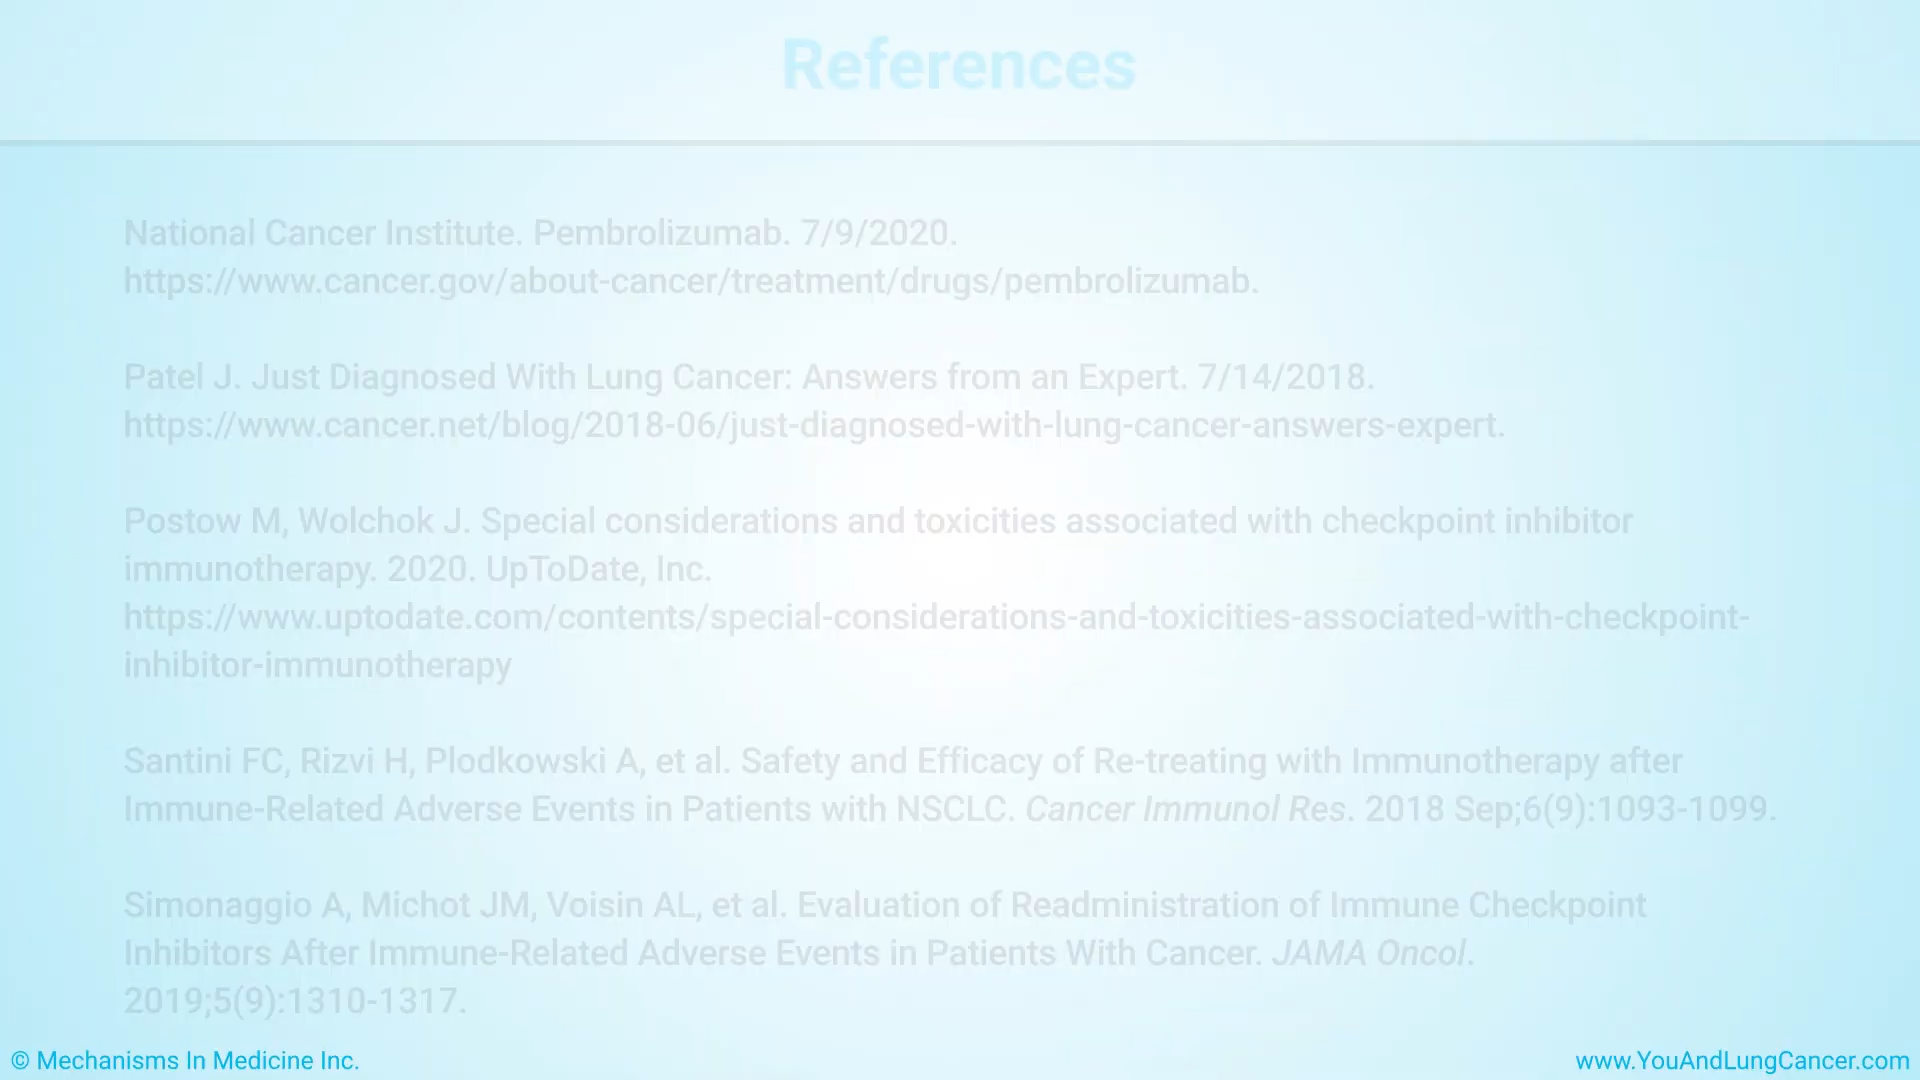 References
National Cancer Institute. Pembrolizumab. 7/9/2020.
https://www.cancer.gov/about-cancer/treatment/drugs/pembrolizumab.
Patel J. Just Diagnosed With Lung Cancer: Answers from an Expert. 7/14/2018.
https://www.cancer.net/blog/2018-06/just-diagnosed-with-lung-cancer-answers-expert.
Postow M, Wolchok J. Special considerations and toxicities associated with checkpoint inhibitor
immunotherapy. 2020. UpToDate, Inc.
https://www.uptodate.com/contents/special-considerations-and-toxicities-associated-with-checkpoint-
inhibitor-immunotherapy
Santini FC, Rizvi H, Plodkowski A, et al. Safety and Efficacy of Re-treating with Immunotherapy after
Immune-Related Adverse Events in Patients with NSCLC. Cancer Immunol Res. 2018 Sep;6(9):1093-1099.
Simonaggio A, Michot JM, Voisin AL, et al. Evaluation of Readministration of Immune Checkpoint
Inhibitors After Immune-Related Adverse Events in Patients With Cancer. JAMA Oncol.
2019;5(9):1310-1317.
© Mechanisms In Medicine Inc.
www.YouAndLungCancer.com